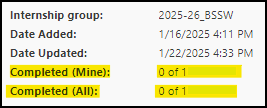 Internship group: 2025-26_BSSW
Date Added: 1/16/2025 4:11 PM
Date Updated: 1/22/2025 4:33 PM
Completed (Mine): 0 of 1
Completed (All): 0 of 1